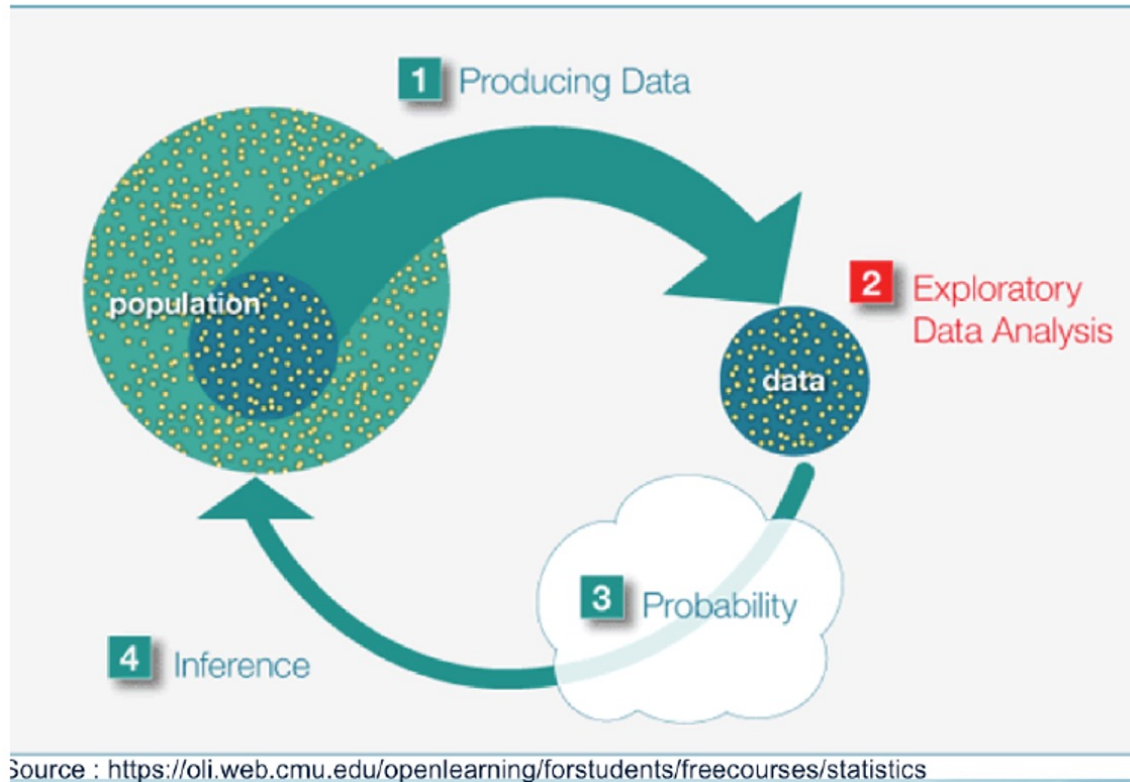 1 Producing Data
population
2 Exploratory
Data Analysis
data
3 Probability
4 Inference
Source : https://oli.web.cmu.edu/openlearning/forstudents/freecourses/statistics